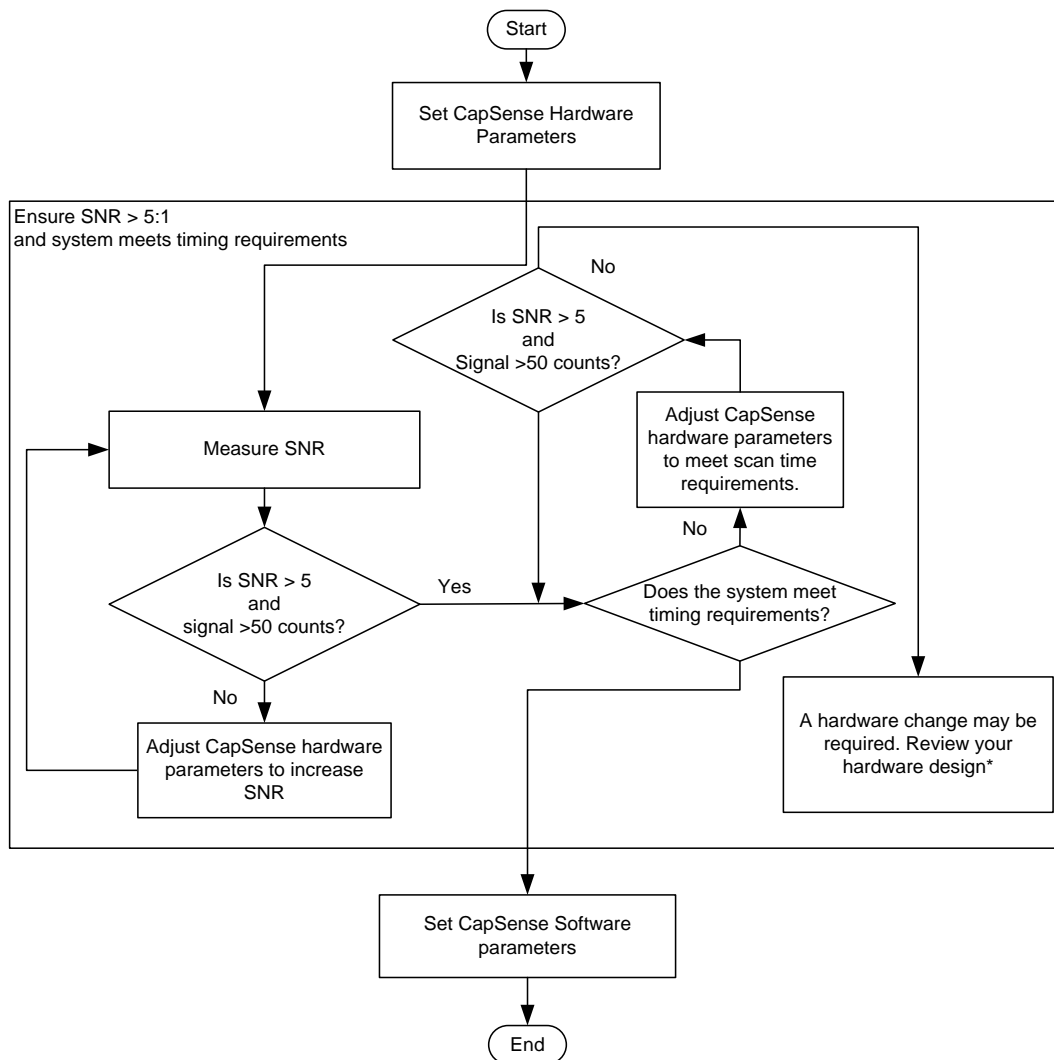 Start
Set CapSense Hardware
Parameters
Ensure SNR > 5:1
and system meets timing requirements
No
Is SNR > 5
and
Signal >50 counts?
Adjust CapSense
hardware parameters
to meet scan time
requirements.
Measure SNR
No
Is SNR > 5
and
signal >50 counts?
Yes
Does the system meet
timing requirements?
No
Adjust CapSense hardware
parameters to increase
SNR
A hardware change may be
required. Review your
hardware design*
Set CapSense Software
parameters
End